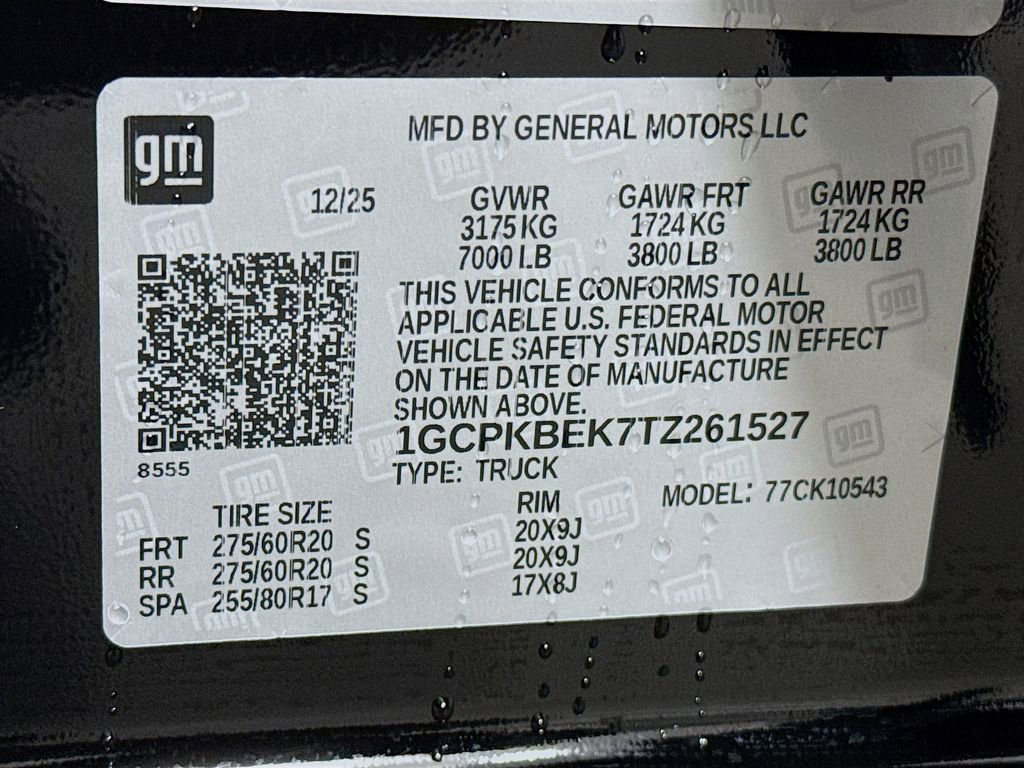 gm
MFD BY GENERAL MOTORS LLC
12/25 GVWR GAWR FRT GAWR RR
3175 KG 1724 KG 1724 KG
7000 LB 3800 LB 3800 LB
THIS VEHICLE CONFORMS TO ALL
APPLICABLE U.S. FEDERAL MOTOR
VEHICLE SAFETY STANDARDS IN EFFECT
ON THE DATE OF MANUFACTURE
SHOWN ABOVE.
1GCPKBEK7TZ261527
8555
TYPE: TRUCK
MODEL: 77CK10543
TIRE SIZE RIM
FRT 275/60R20 S 20X9J
RR 275/60R20 S 20X9J
SPA 255/80R17 S 17X8J